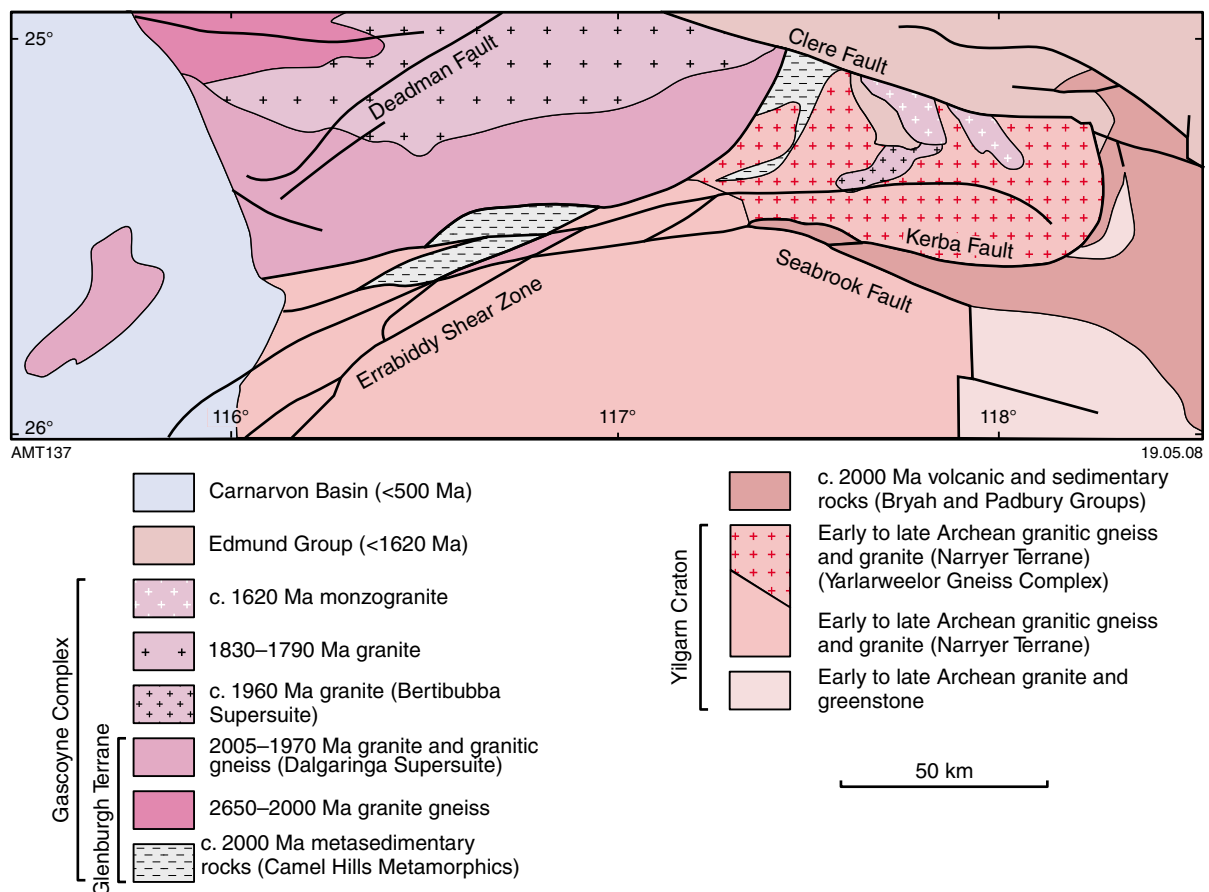 25°
Deadman Fault
Clere Fault
Kerba Fault
Seabrook Fault
Errabiddy Shear Zone
116°
117°
118°
26°
AMT137
19.05.08
Carnarvon Basin (<500 Ma)
Edmund Group (<1620 Ma)
c. 1620 Ma monzogranite
1830–1790 Ma granite
c. 1960 Ma granite (Bertibubba
Supersuite)
2005–1970 Ma granite and granitic
gneiss (Dalgaringa Supersuite)
2650–2000 Ma granite gneiss
c. 2000 Ma metasedimentary
rocks (Camel Hills Metamorphics)
Gascoyne Complex
Glenburgh Terrane
c. 2000 Ma volcanic and sedimentary
rocks (Bryah and Padbury Groups)
Early to late Archean granitic gneiss
and granite (Narryer Terrane)
(Yarlarweelor Gneiss Complex)
Early to late Archean granitic gneiss
and granite (Narryer Terrane)
Early to late Archean granite and
greenstone
Yilgarn Craton
50 km